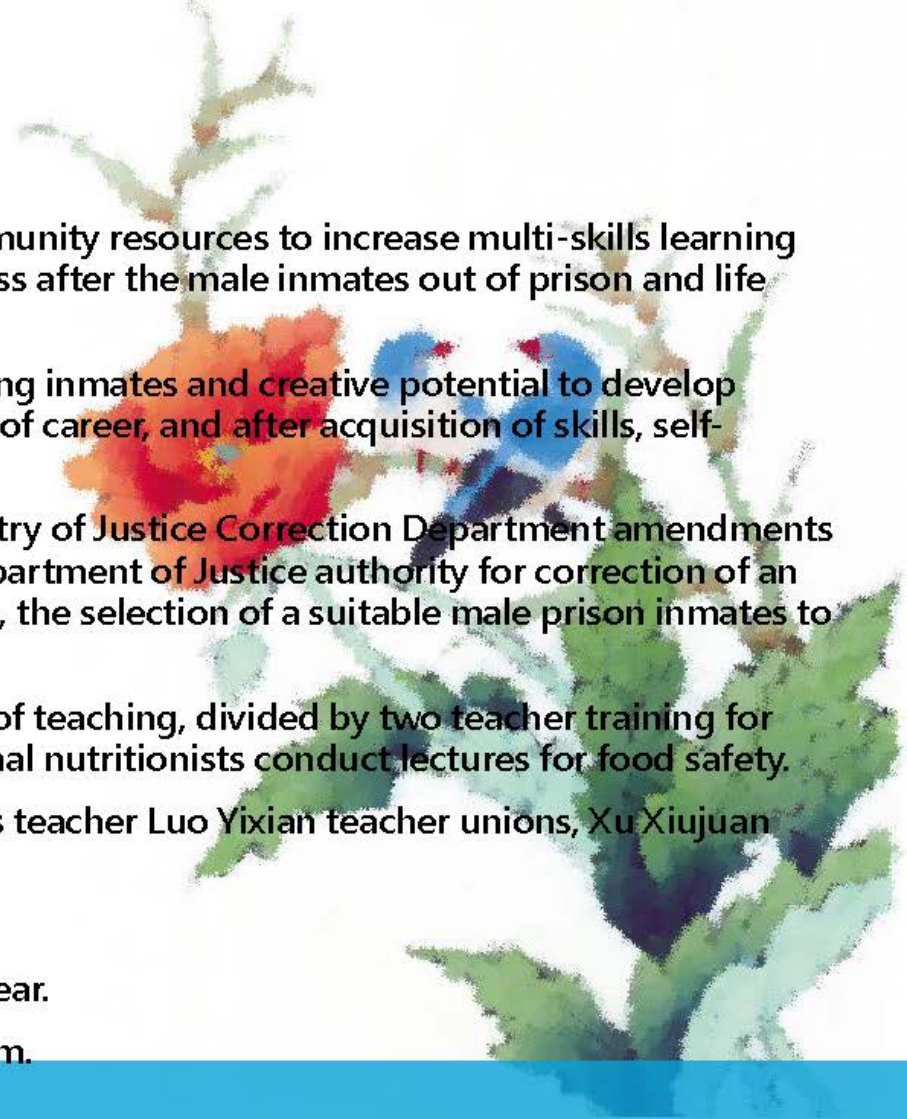 munity resources to increase multi-skills learning
ss after the male inmates out of prison and life
ng inmates and creative potential to develop
of career, and after acquisition of skills, self-
try of Justice Correction Department amendments
partment of Justice authority for correction of an
, the selection of a suitable male prison inmates to
of teaching, divided by two teacher training for
al nutritionists conduct lectures for food safety.
s teacher Luo Yixian teacher unions, Xu Xiujuan
ear.
m.